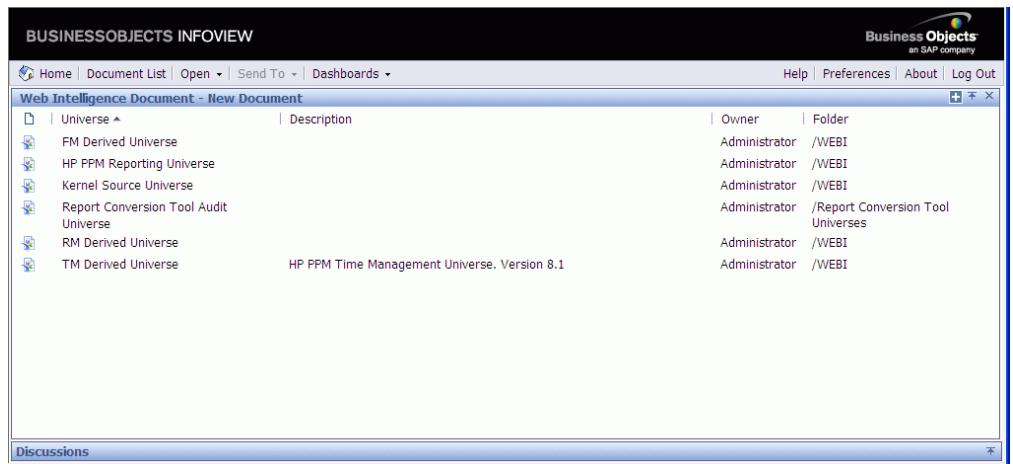 BUSINESSOBJECTS INFOVIEW
Business Objects
an SAP company
Home Document List Open Send To Dashboards Help Preferences About Log Out
Web Intelligence Document - New Document
Universe Description Owner Folder
FM Derived Universe Administrator /WEBI
HP PPM Reporting Universe Administrator /WEBI
Kernel Source Universe Administrator /WEBI
Report Conversion Tool Audit Administrator /Report Conversion Tool
Universe Universes
RM Derived Universe Administrator /WEBI
TM Derived Universe HP PPM Time Management Universe. Version 8.1 Administrator /WEBI
Discussions